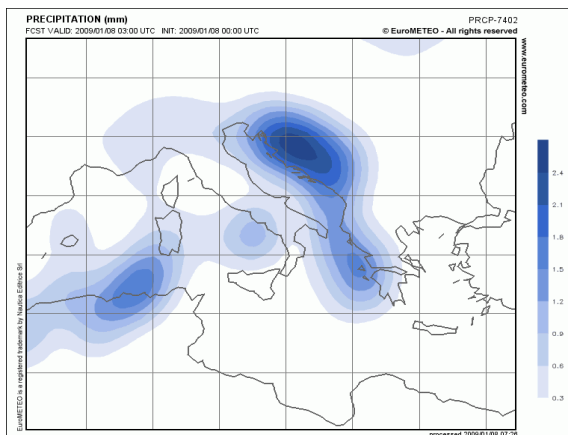 PRECIPITATION (mm)
PRCP-7402
FCST VALID: 2009/01/08 03:00 UTC INIT: 2009/01/08 00:00 UTC
© EuroMETEO - All rights reserved
www.eurometeo.com
2.4
2.1
1.8
1.5
1.2
0.9
0.6
0.3
EuroMETEO is a registered trademark by Nautica Editrice Srl
processed 2009/01/08 07:26